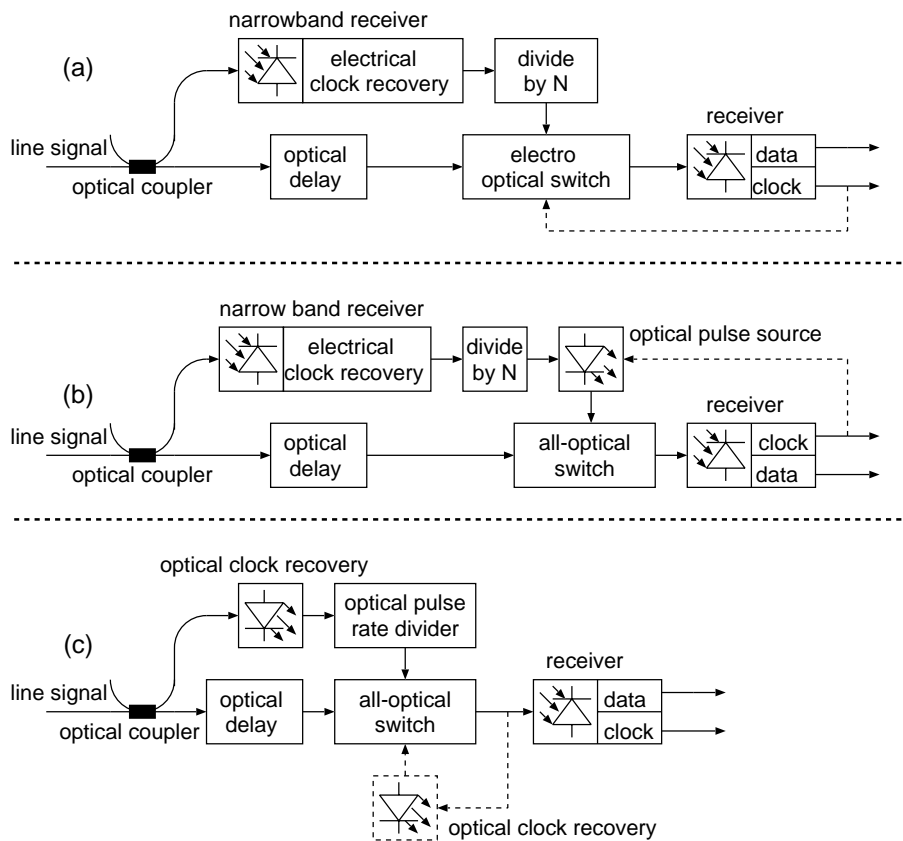 narrowband receiver
(a)
electrical
clock recovery
divide
by N
receiver
line signal
optical coupler
optical
delay
electro
optical switch
data
clock
narrow band receiver
optical pulse source
(b)
electrical
clock recovery
divide
by N
receiver
line signal
optical coupler
optical
delay
all-optical
switch
clock
data
optical clock recovery
(c)
optical pulse
rate divider
receiver
line signal
optical coupler
optical
delay
all-optical
switch
data
clock
optical clock recovery